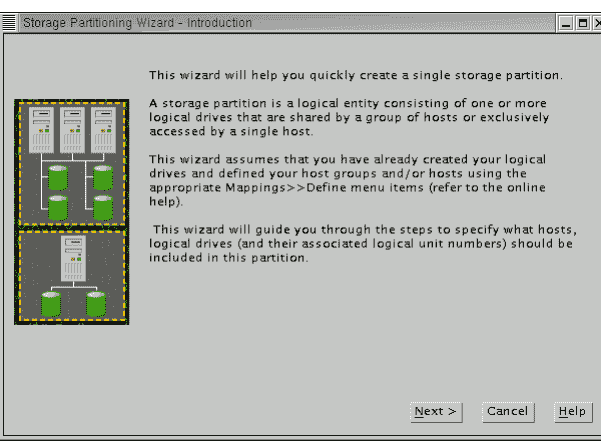 Storage Partitioning Wizard - Introduction
This wizard will help you quickly create a single storage partition.
A storage partition is a logical entity consisting of one or more
logical drives that are shared by a group of hosts or exclusively
accessed by a single host.
This wizard assumes that you have already created your logical
drives and defined your host groups and/or hosts using the
appropriate Mappings>>Define menu items (refer to the online
help).
This wizard will guide you through the steps to specify what hosts,
logical drives (and their associated logical unit numbers) should be
included in this partition.
Next > Cancel Help